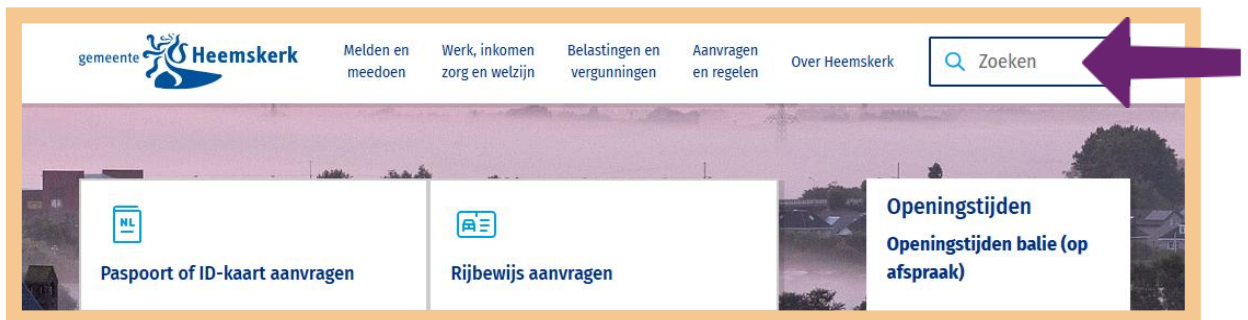 gemeente Heemskerk
Melden en
meedoen
Werk, inkomen
zorg en welzijn
Belastingen en
vergunningen
Aanvragen
en regelen
Over Heemskerk
Zoeken
NL
Paspoort of ID-kaart aanvragen
Rijbewijs aanvragen
Openingstijden
Openingstijden balie (op
afspraak)